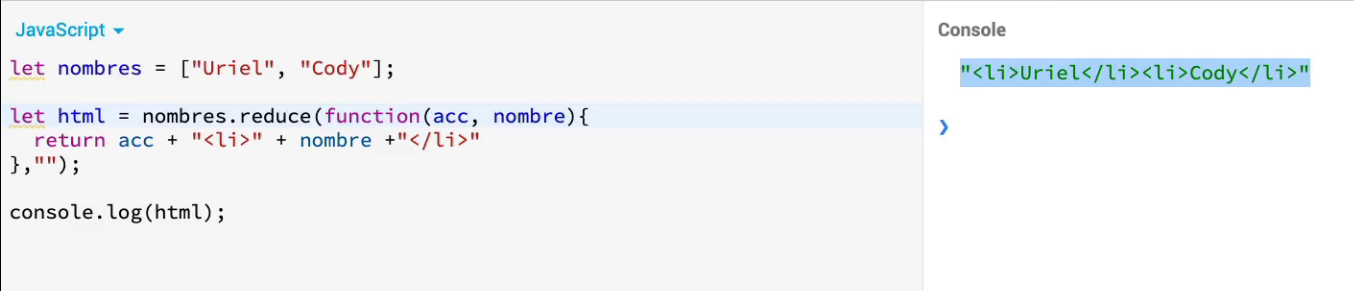 JavaScript
let nombres = ["Uriel", "Cody"];
let html = nombres.reduce(function(acc, nombre){
  return acc + "<li>" + nombre +"</li>"
},"");
console.log(html);
Console
"<li>Uriel</li><li>Cody</li>"